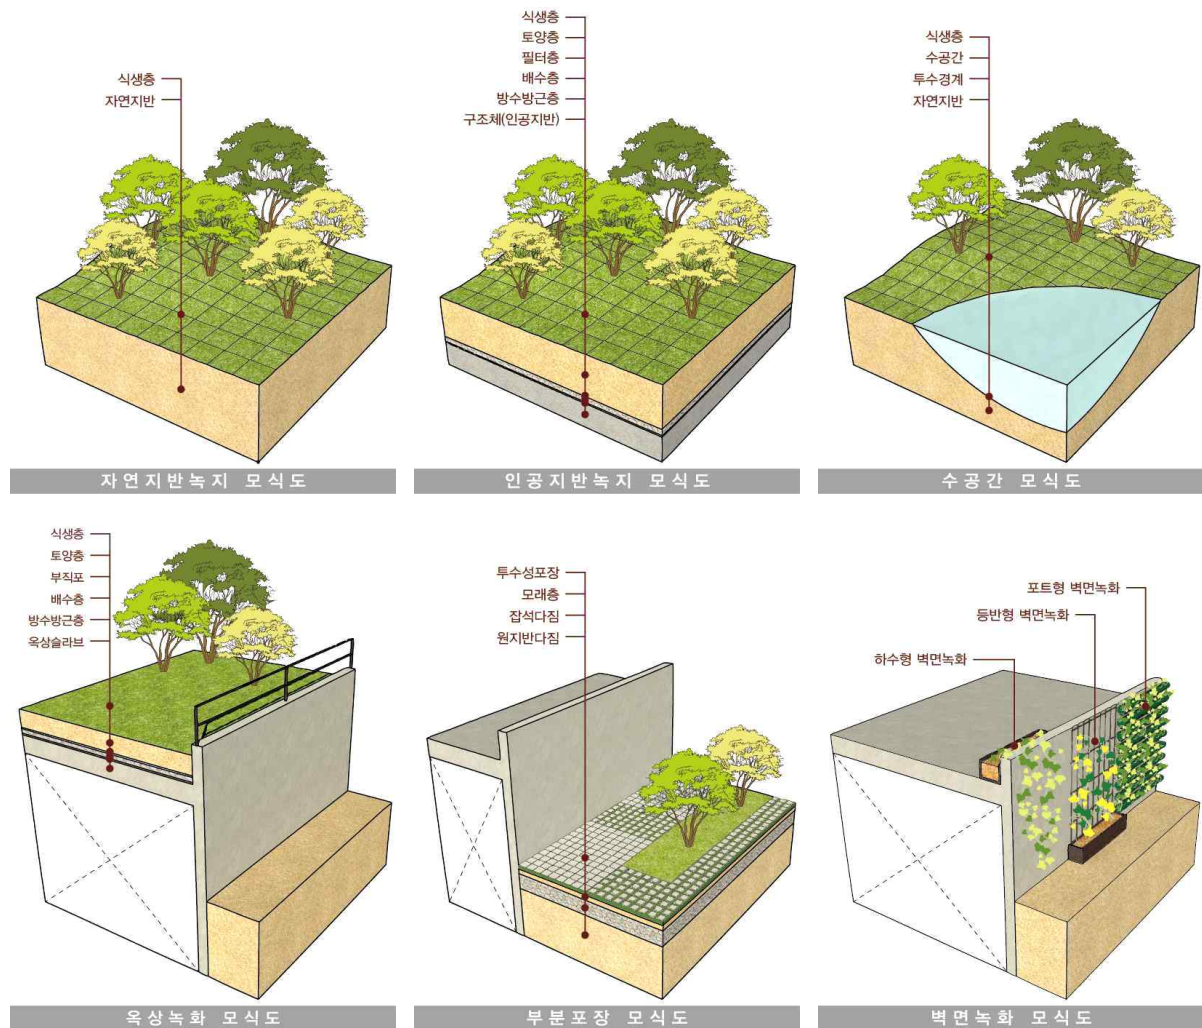 식생층
자연지반
자연지반녹지 모식도
식생층
토양층
필터층
배수층
방수방근층
구조체(인공지반)
인공지반녹지 모식도
식생층
수공간
투수경계
자연지반
수공간 모식도
식생층
토양층
부직포
배수층
방수방근층
옥상슬라브
옥상녹화 모식도
투수성포장
모래층
잡석다짐
원지반다짐
부분포장 모식도
포트형 벽면녹화
등반형 벽면녹화
하수형 벽면녹화
벽면녹화 모식도